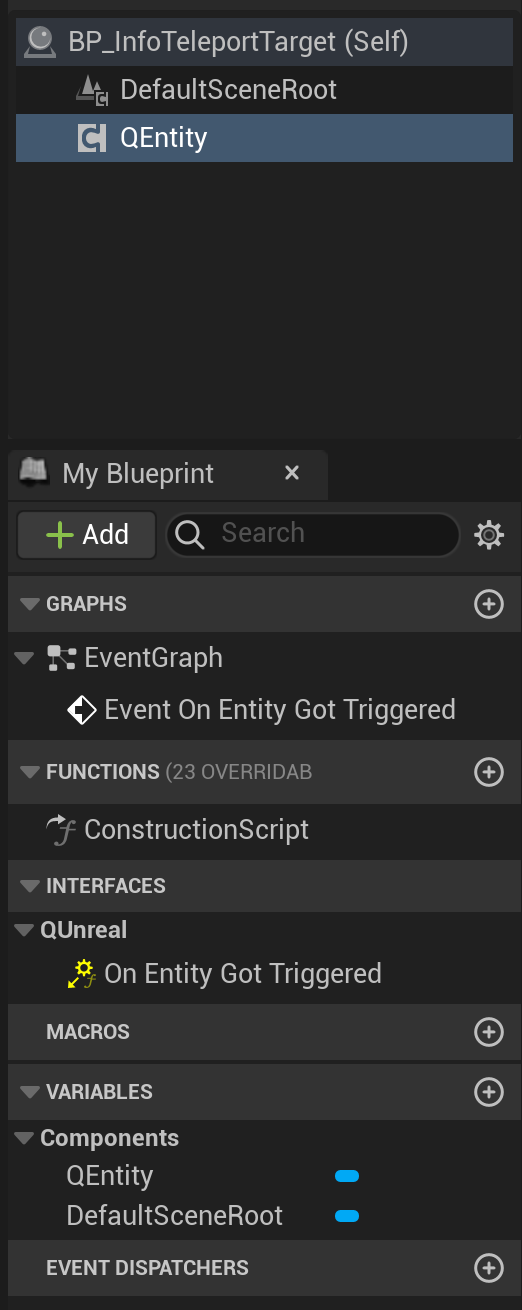 BP_InfoTeleportTarget (Self)
DefaultSceneRoot
QEntity
My Blueprint
Add
Search
GRAPHS
EventGraph
Event On Entity Got Triggered
FUNCTIONS (23 OVERRIDAB
ConstructionScript
INTERFACES
QUnreal
On Entity Got Triggered
MACROS
VARIABLES
Components
QEntity
DefaultSceneRoot
EVENT DISPATCHERS